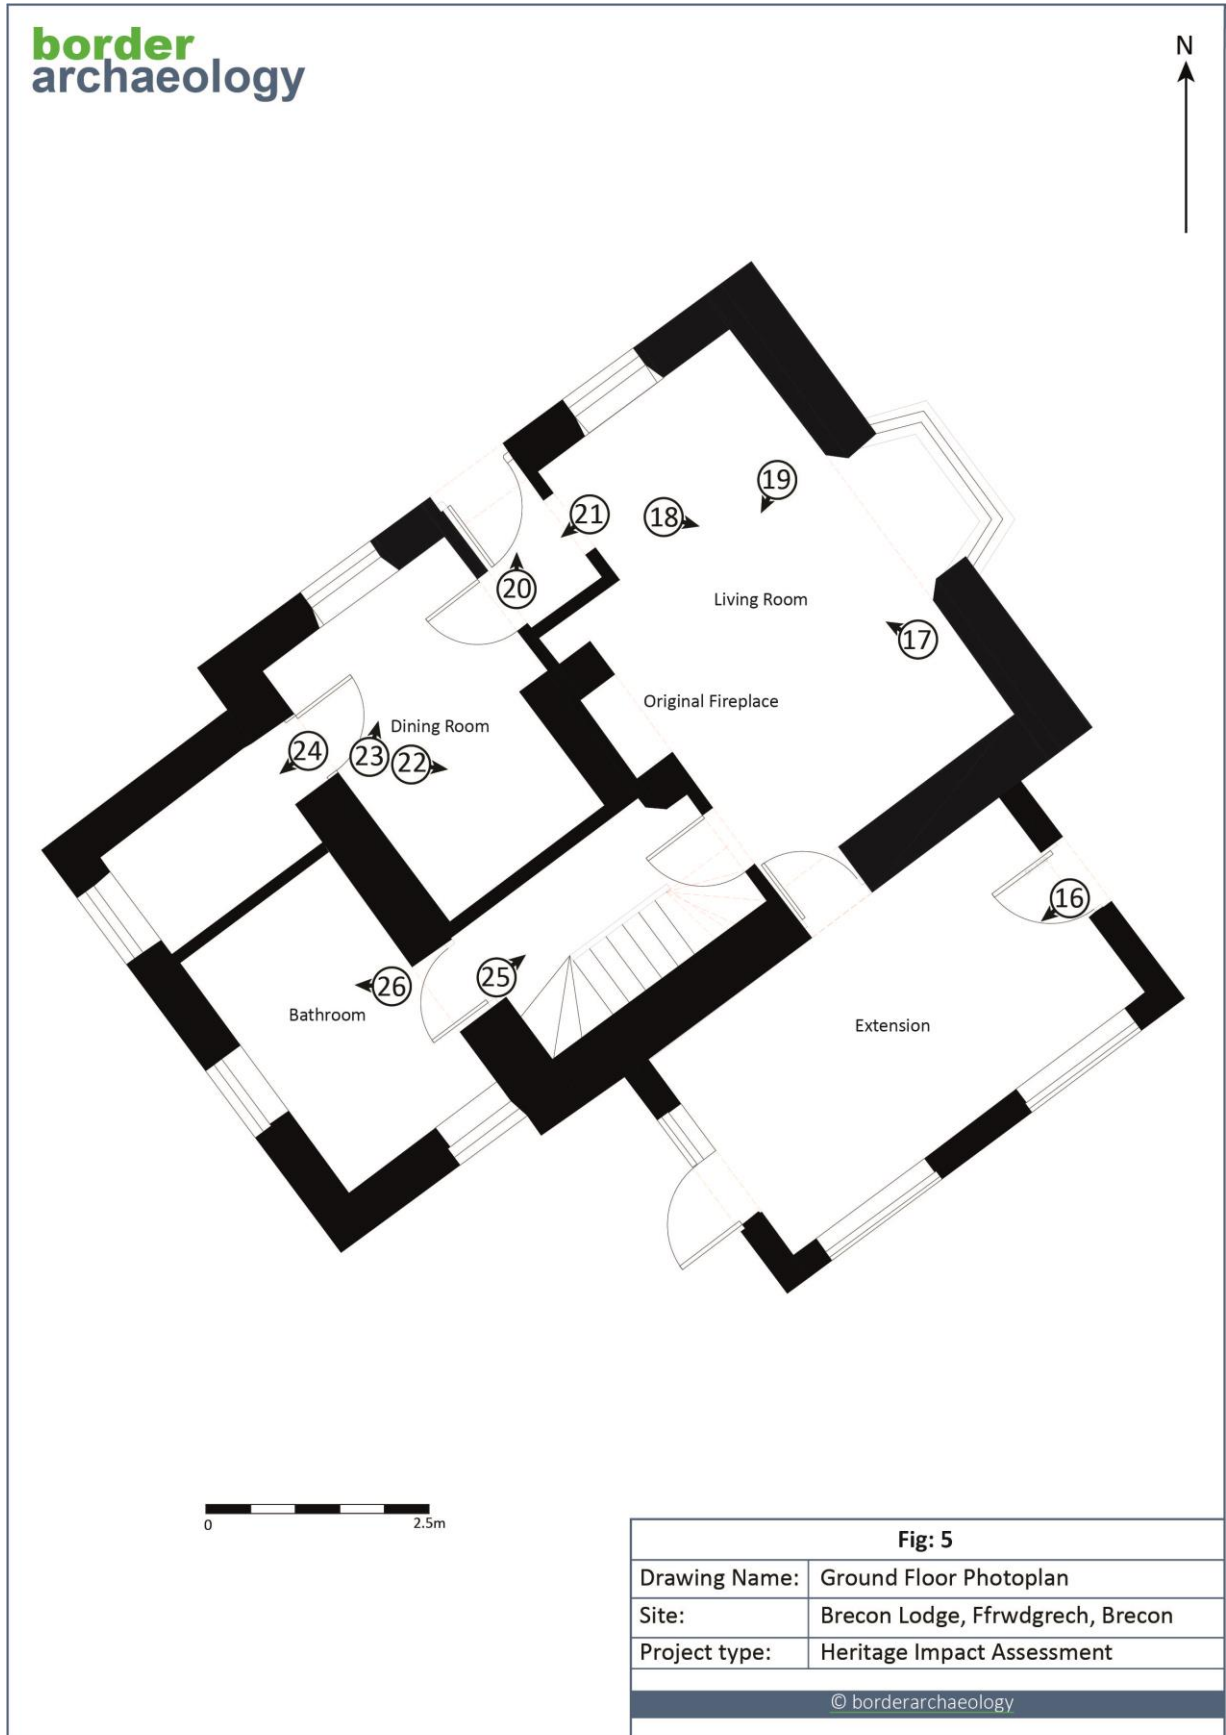 border
archaeology
N
19
21
18
20
Living Room
17
Original Fireplace
Dining Room
24
23
22
16
26
25
Bathroom
Extension
0
2.5m
Fig: 5
Drawing Name: Ground Floor Photoplan
Site: Brecon Lodge, Ffrwdgrech, Brecon
Project type: Heritage Impact Assessment
© borderarchaeology